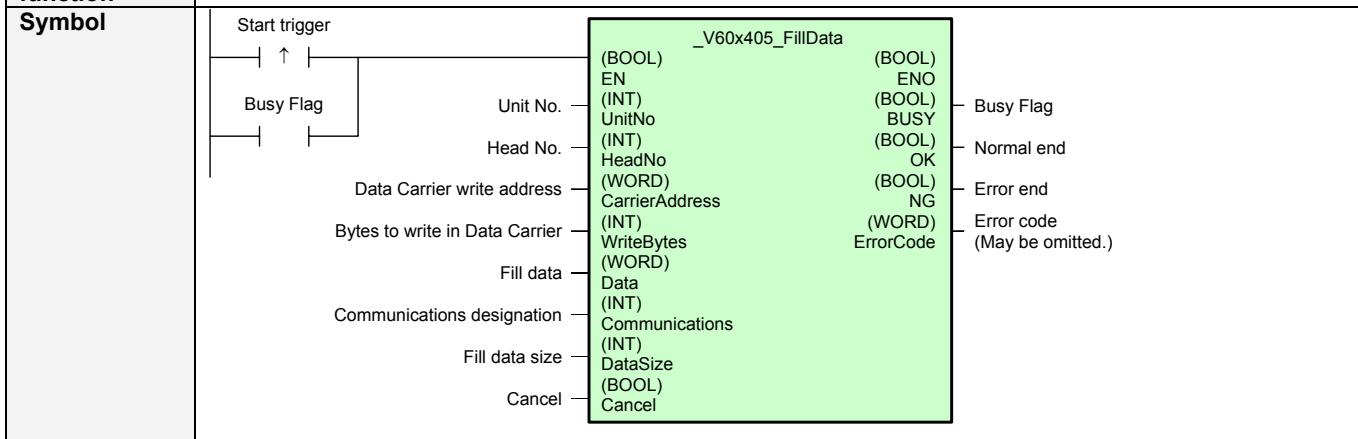 function
Symbol
Start trigger
↑
Busy Flag
Unit No.
Head No.
Data Carrier write address
Bytes to write in Data Carrier
Fill data
Communications designation
Fill data size
Cancel
_V60x405_FillData
(BOOL) (BOOL)
EN ENO
(INT) (BOOL)
UnitNo BUSY
(INT) (BOOL)
HeadNo OK
(WORD) (BOOL)
CarrierAddress NG
(INT) (WORD)
WriteBytes ErrorCode
(WORD)
Data
(INT)
Communications
(INT)
DataSize
(BOOL)
Cancel
Busy Flag
Normal end
Error end
Error code
(May be omitted.)